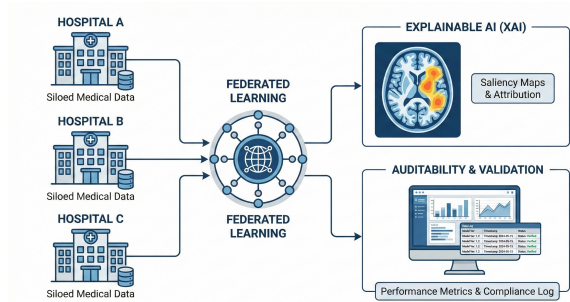 HOSPITAL A
Siloed Medical Data
HOSPITAL B
Siloed Medical Data
HOSPITAL C
Siloed Medical Data
FEDERATED
LEARNING
FEDERATED
LEARNING
EXPLAINABLE AI (XAI)
Saliency Maps
& Attribution
AUDITABILITY & VALIDATION
Performance Metrics & Compliance Log